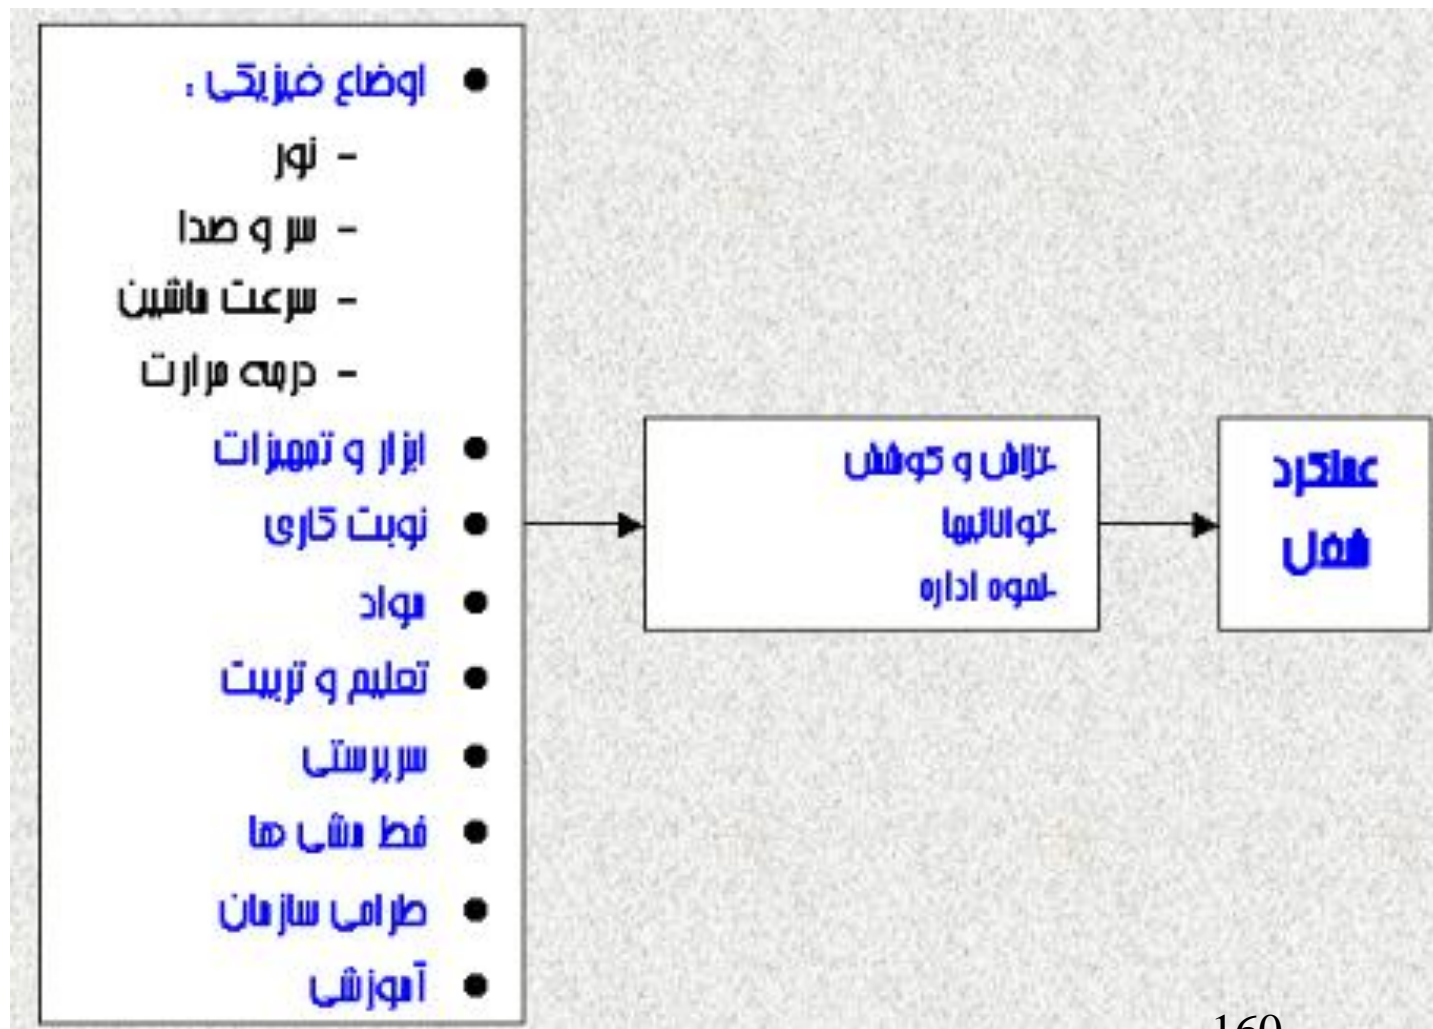 ● اوضاع فیزیکی :
- نور
- سر و صدا
- سرعت ماشین
- درجه حرارت
● ابزار و تجهیزات
● نوبت کاری
● مواد
● تعلیم و تربیت
● سرپرستی
● خط مشی ها
● طراحی سازمان
● آموزشی
-تلاش و کوشش
-توانائیها
-نحوه اداره
عملکرد
شغل
160